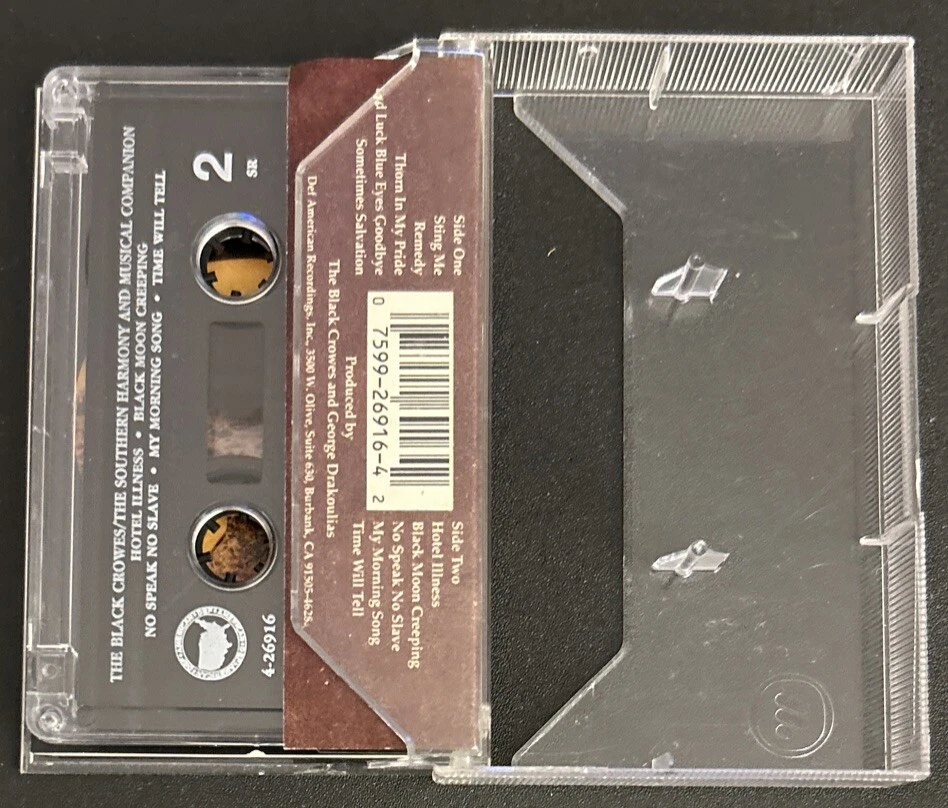 THE BLACK CROWES/THE SOUTHERN HARMONY AND MUSICAL COMPANION
HOTEL ILLNESS • BLACK MOON CREEPING
NO SPEAK NO SLAVE • MY MORNING SONG • TIME WILL TELL
2
SR
4-26916
Side One
Sting Me
Remedy
Thorn In My Pride
Luck Blue Eyes Goodbye
Sometimes Salvation
0 7599-26916-4 2
Side Two
Hotel Illness
Black Moon Creeping
No Speak No Slave
My Morning Song
Time Will Tell
Produced by
The Black Crowes and George Drakoulias
Def American Recordings, Inc., 3500 W. Olive, Suite 630, Burbank, CA 91505-4628.